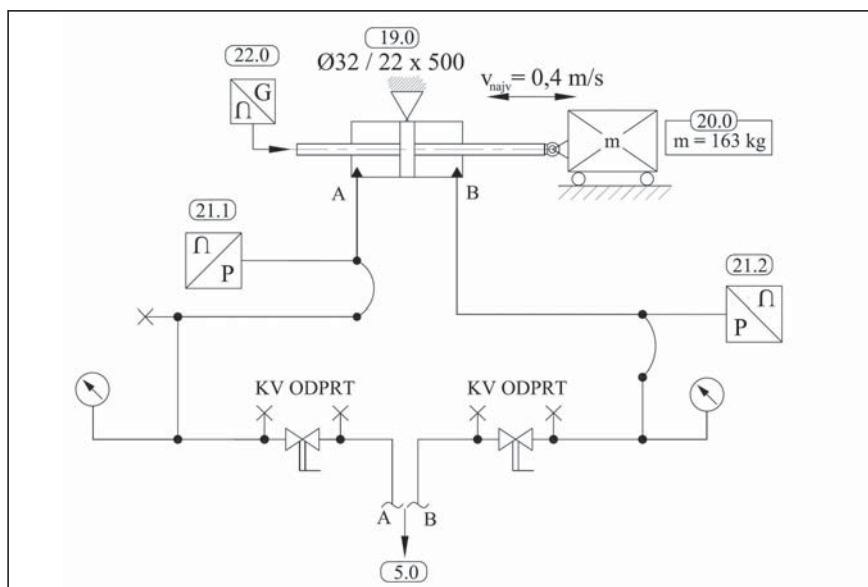 19.0
22.0
Ø32 / 22 x 500
v najv = 0,4 m/s
G
∩
20.0
m
m = 163 kg
A
B
21.1
∩
P
21.2
∩
P
KV ODPRT
KV ODPRT
A
B
5.0